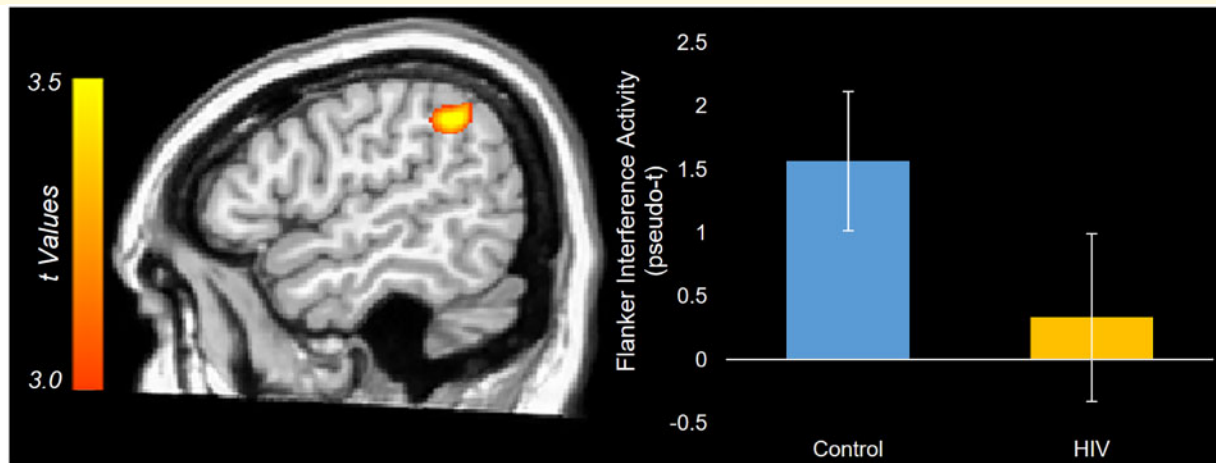 3.5
t Values
3.0
Flanker Interference Activity
(pseudo-t)
2.5
2
1.5
1
0.5
0
-0.5
Control
HIV